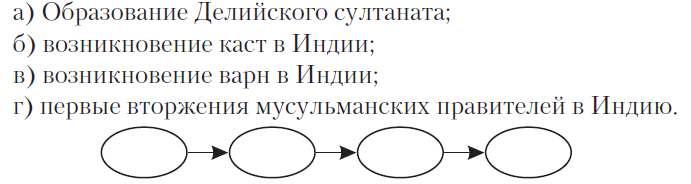 а) Образование Делийского султаната;
б) возникновение каст в Индии;
в) возникновение варн в Индии;
г) первые вторжения мусульманских правителей в Индию.